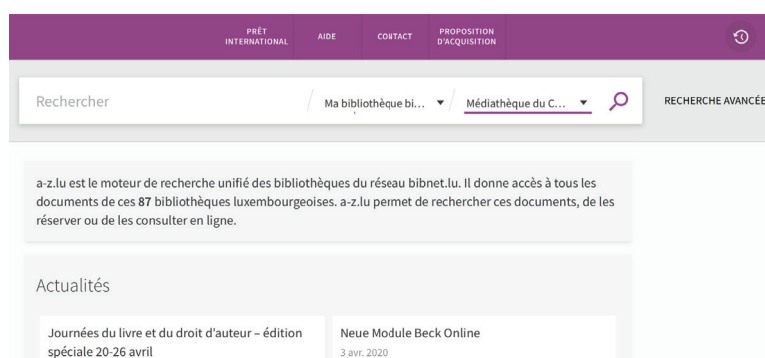 PRÊT
INTERNATIONAL
AIDE
CONTACT
PROPOSITION
D'ACQUISITION
Rechercher
Ma bibliothèque bi...
Médiathèque du C...
RECHERCHE AVANCÉE
a-z.lu est le moteur de recherche unifié des bibliothèques du réseau bibnet.lu. Il donne accès à tous les
documents de ces 87 bibliothèques luxembourgeoises. a-z.lu permet de rechercher ces documents, de les
réserver ou de les consulter en ligne.
Actualités
Journées du livre et du droit d'auteur – édition
spéciale 20-26 avril
Neue Module Beck Online
3 avr. 2020